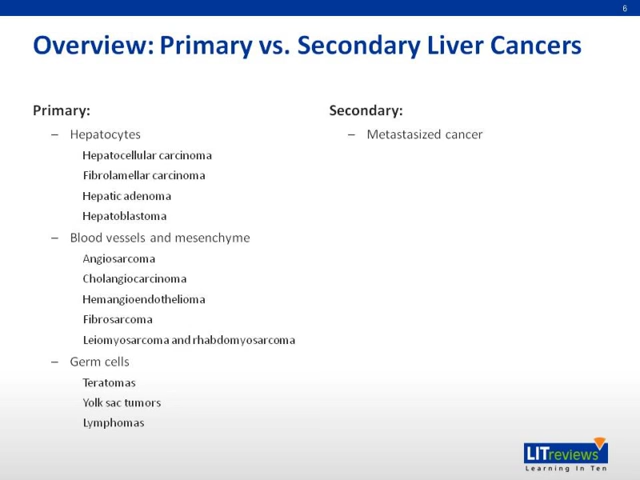 6
Overview: Primary vs. Secondary Liver Cancers
Primary:
– Hepatocytes
Hepatocellular carcinoma
Fibrolamellar carcinoma
Hepatic adenoma
Hepatoblastoma
– Blood vessels and mesenchyme
Angiosarcoma
Cholangiocarcinoma
Hemangioendothelioma
Fibrosarcoma
Leiomyosarcoma and rhabdomyosarcoma
– Germ cells
Teratomas
Yolk sac tumors
Lymphomas
Secondary:
– Metastasized cancer
LITreviews
Learning In Ten